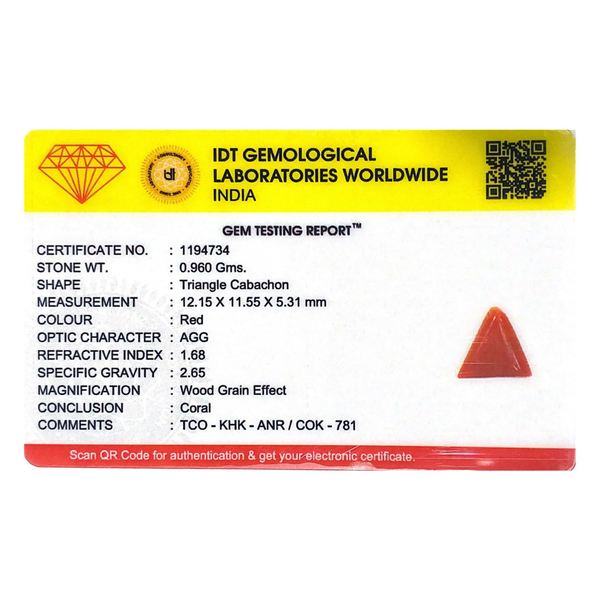 IDT GEMOLOGICAL
LABORATORIES WORLDWIDE
INDIA
GEM TESTING REPORT™
CERTIFICATE NO. : 1194734
STONE WT. : 0.960 Gms.
SHAPE : Triangle Cabachon
MEASUREMENT : 12.15 X 11.55 X 5.31 mm
COLOUR : Red
OPTIC CHARACTER : AGG
REFRACTIVE INDEX : 1.68
SPECIFIC GRAVITY : 2.65
MAGNIFICATION : Wood Grain Effect
CONCLUSION : Coral
COMMENTS : TCO - KHK - ANR / COK - 781
Scan QR Code for authentication & get your electronic certificate.